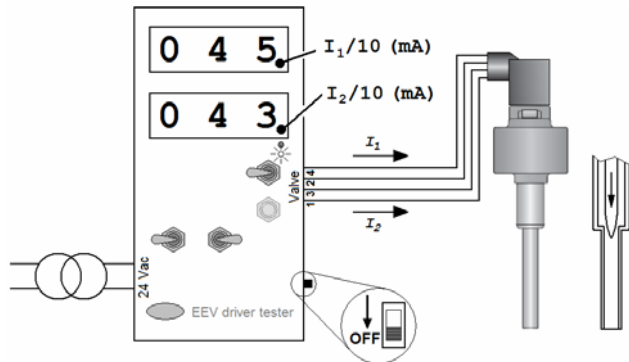 0 4 5.
I₁/10 (mA)
0 4 3.
I₂/10 (mA)
I₁
Valve
4
2
3
1
I₂
24 Vac
EEV driver tester
OFF